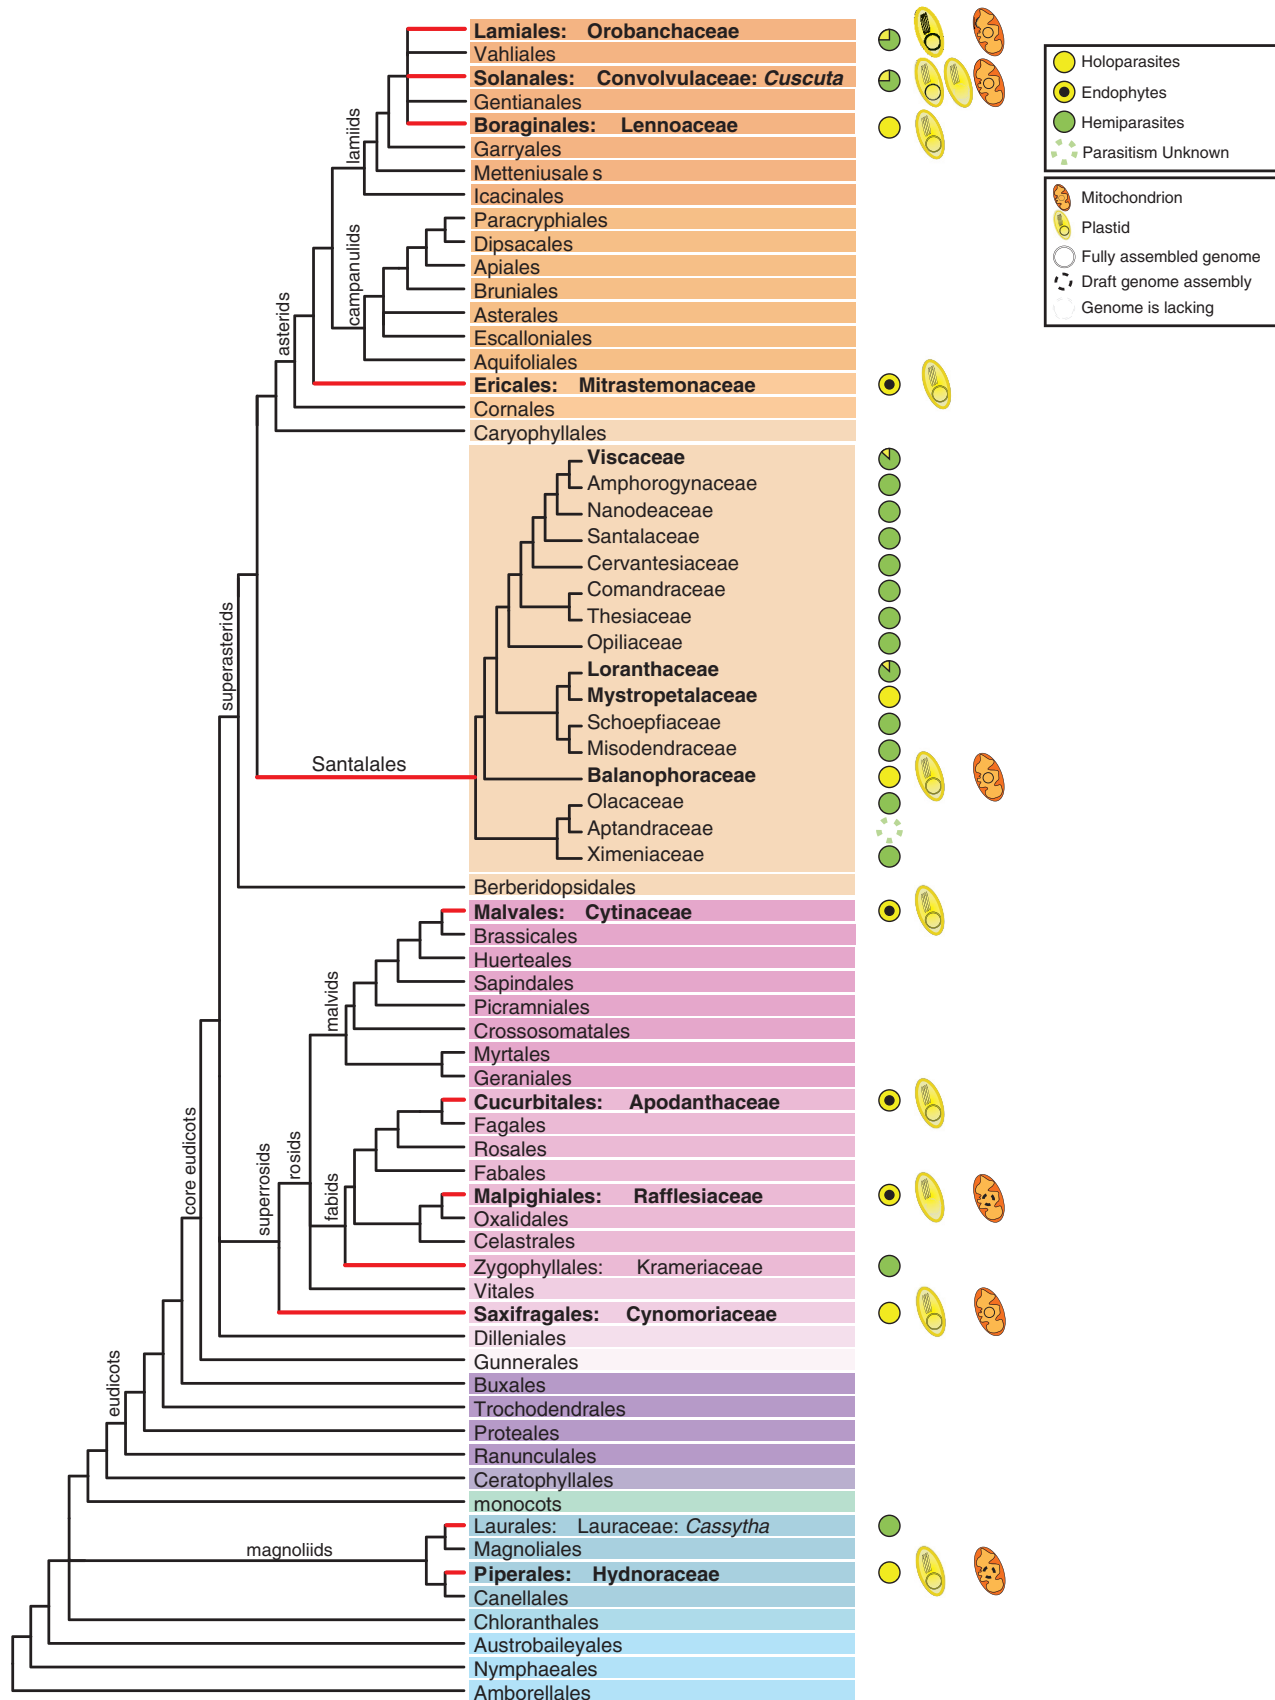 Lamiales: Orobanchaceae
Vahliales
Solanales: Convolvulaceae: Cuscuta
Gentianales
Boraginales: Lennoaceae
Garryales
Metteniusale s
Icacinales
Paracryphiales
Dipsacales
Apiales
Bruniales
Asterales
Escalloniales
Aquifoliales
Ericales: Mitrastemonaceae
Cornales
Caryophyllales
Viscaceae
Amphorogynaceae
Nanodeaceae
Santalaceae
Cervantesiaceae
Comandraceae
Thesiaceae
Opiliaceae
Loranthaceae
Mystropetalaceae
Schoepfiaceae
Misodendraceae
Balanophoraceae
Olacaceae
Aptandraceae
Ximeniaceae
Berberidopsidales
Malvales: Cytinaceae
Brassicales
Huerteales
Sapindales
Picramniales
Crossosomatales
Myrtales
Geraniales
Cucurbitales: Apodanthaceae
Fagales
Rosales
Fabales
Malpighiales: Rafflesiaceae
Oxalidales
Celastrales
Zygophyllales: Krameriaceae
Vitales
Saxifragales: Cynomoriaceae
Dilleniales
Gunnerales
Buxales
Trochodendrales
Proteales
Ranunculales
Ceratophyllales
monocots
Laurales: Lauraceae: Cassytha
Magnoliales
Piperales: Hydnoraceae
Canellales
Chloranthales
Austrobaileyales
Nymphaeales
Amborellales
lamiids
campanulids
asterids
superasterids
Santalales
malvids
rosids
fabids
superrosids
core eudicots
eudicots
magnoliids
Holoparasites
Endophytes
Hemiparasites
Parasitism Unknown
Mitochondrion
Plastid
Fully assembled genome
Draft genome assembly
Genome is lacking